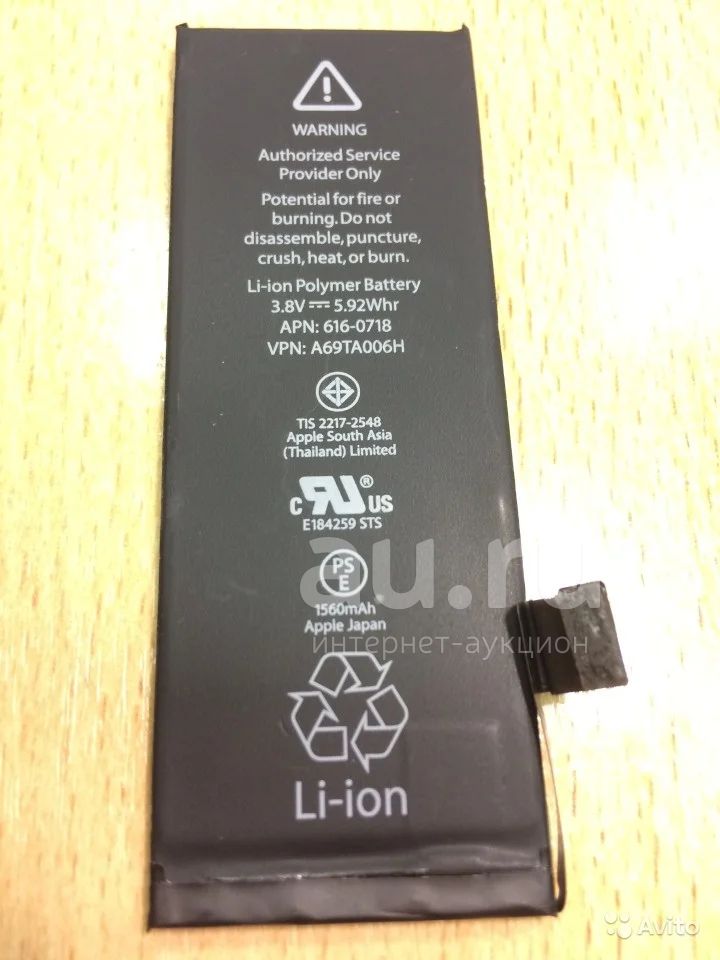 WARNING
Authorized Service
Provider Only
Potential for fire or
burning. Do not
disassemble, puncture,
crush, heat, or burn.
Li-ion Polymer Battery
3.8V⎓5.92Whr
APN: 616-0718
VPN: A69TA006H
TIS 2217-2548
Apple South Asia
(Thailand) Limited
c RU® US
E184259 STS
au.ru
PS
E
1560mAh
Apple Japan
интернет-аукцион
Li-ion
Avito